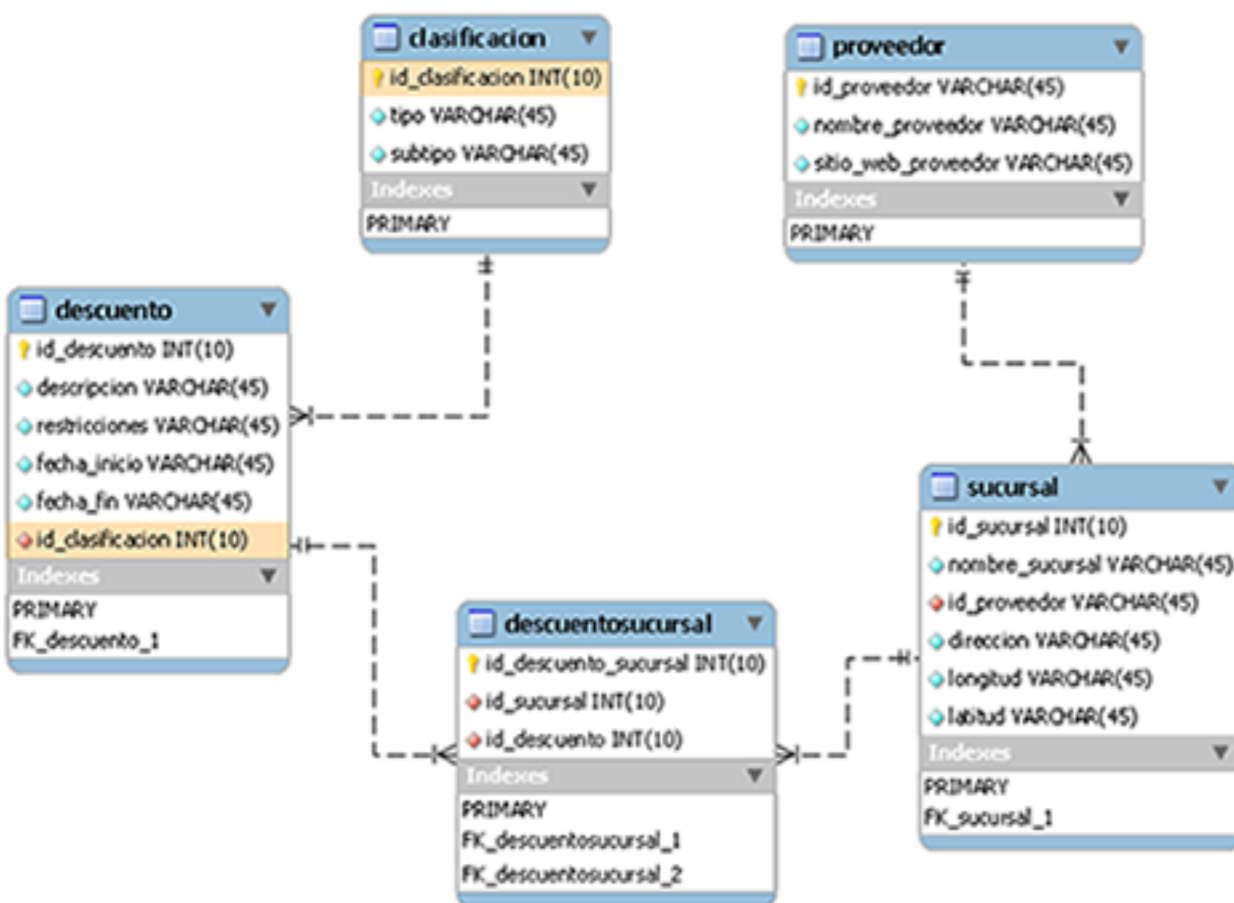 clasificacion
id_clasificacion INT(10)
tipo VARCHAR(45)
subtipo VARCHAR(45)
Indexes
PRIMARY
proveedor
id_proveedor VARCHAR(45)
nombre_proveedor VARCHAR(45)
sitio_web_proveedor VARCHAR(45)
Indexes
PRIMARY
descuento
id_descuento INT(10)
descripcion VARCHAR(45)
restricciones VARCHAR(45)
fecha_inicio VARCHAR(45)
fecha_fin VARCHAR(45)
id_clasificacion INT(10)
Indexes
PRIMARY
FK_descuento_1
descuentosucursal
id_descuento_sucursal INT(10)
id_sucursal INT(10)
id_descuento INT(10)
Indexes
PRIMARY
FK_descuentosucursal_1
FK_descuentosucursal_2
sucursal
id_sucursal INT(10)
nombre_sucursal VARCHAR(45)
id_proveedor VARCHAR(45)
direccion VARCHAR(45)
longitud VARCHAR(45)
latitud VARCHAR(45)
Indexes
PRIMARY
FK_sucursal_1